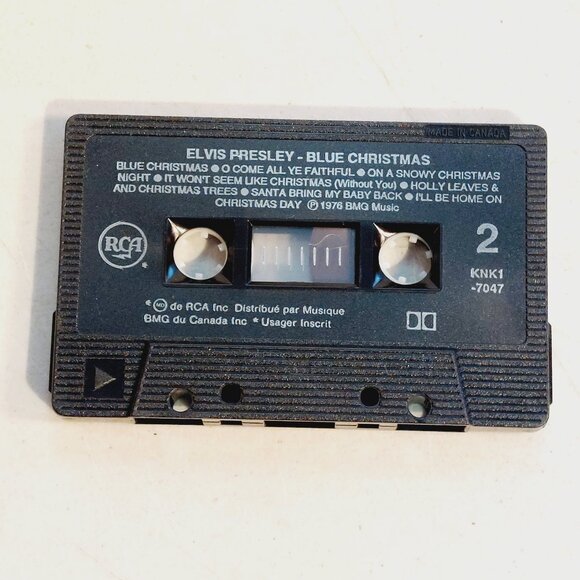 MADE IN CANADA
ELVIS PRESLEY - BLUE CHRISTMAS
BLUE CHRISTMAS ● O COME ALL YE FAITHFUL ● ON A SNOWY CHRISTMAS
NIGHT ● IT WON'T SEEM LIKE CHRISTMAS (Without You) ● HOLLY LEAVES &
AND CHRISTMAS TREES ● SANTA BRING MY BABY BACK ● I'LL BE HOME ON
CHRISTMAS DAY ℗ 1976 BMG Music
RCA
2
KNK1
-7047
* MD de RCA Inc Distribué par Musique
BMG du Canada Inc * Usager Inscrit